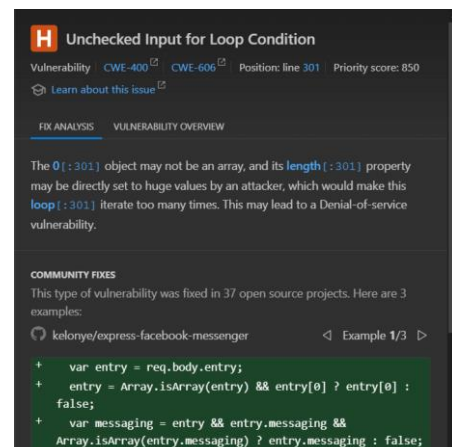 H Unchecked Input for Loop Condition
Vulnerability CWE-400 CWE-606 Position: line 301 Priority score: 850
Learn about this issue
FIX ANALYSIS VULNERABILITY OVERVIEW
The 0[:301] object may not be an array, and its length[:301] property
may be directly set to huge values by an attacker, which would make this
loop[:301] iterate too many times. This may lead to a Denial-of-service
vulnerability.
COMMUNITY FIXES
This type of vulnerability was fixed in 37 open source projects. Here are 3
examples:
kelonye/express-facebook-messenger Example 1/3
+ var entry = req.body.entry;
+ entry = Array.isArray(entry) && entry[0] ? entry[0] :
false;
+ var messaging = entry && entry.messaging &&
Array.isArray(entry.messaging) ? entry.messaging : false;